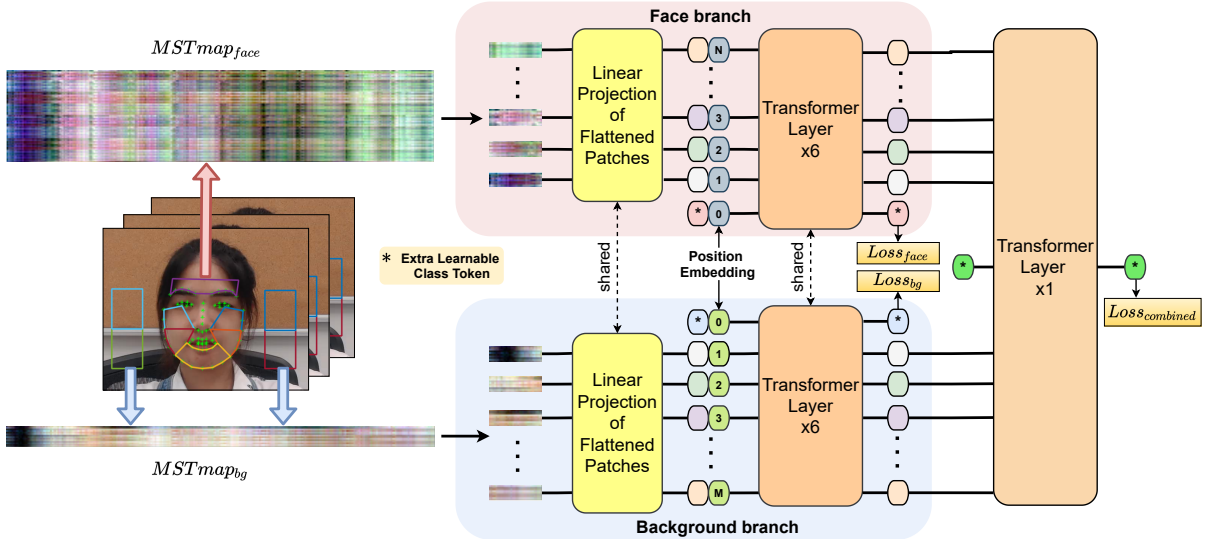 Face branch
MSTmap_face
N
Linear
Projection
of
Flattened
Patches
Transformer
Layer
x6
3
2
1
* 0 *
Transformer
Layer
x1
* Extra Learnable
Class Token
shared
Position
Embedding
shared
Loss_face
Loss_bg
*
*
Loss_combined
* 0 *
1
2
3
M
Linear
Projection
of
Flattened
Patches
Transformer
Layer
x6
MSTmap_bg
Background branch